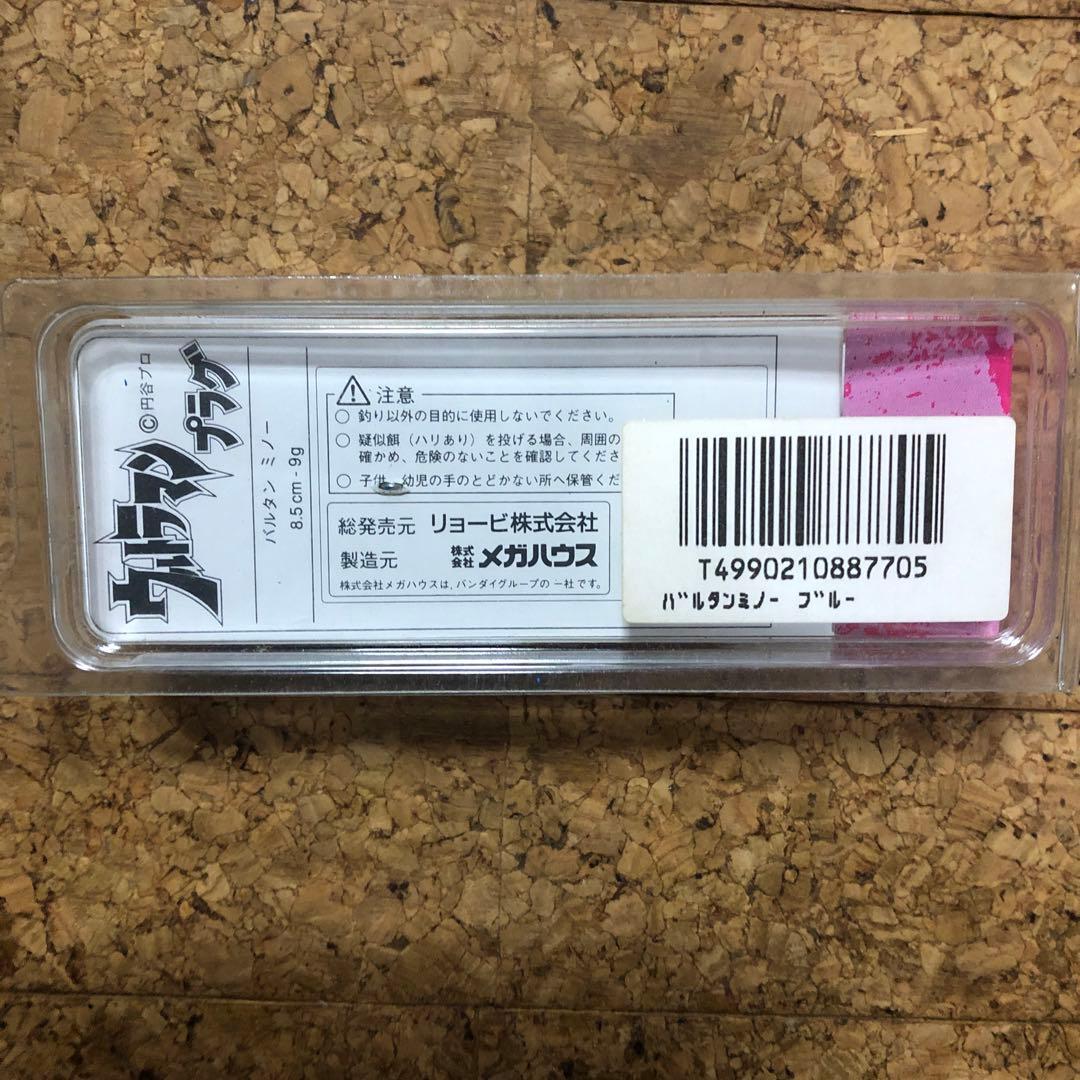 ウルトラマン
プラグ
©円谷プロ
バルタン ミノー
8.5cm - 9g
注意
○ 釣り以外の目的に使用しないでください。
○ 疑似餌（ハリあり）を投げる場合、周囲の
確かめ、危険のないことを確認してくださ
○ 子供、幼児の手のとどかない所へ保管くだ
総発売元 リョービ株式会社
製造元 株式会社 メガハウス
株式会社メガハウスは、バンダイグループの一社です。
T4990210887705
ﾊﾞﾙﾀﾝﾐﾉｰ ﾌﾞﾙｰ